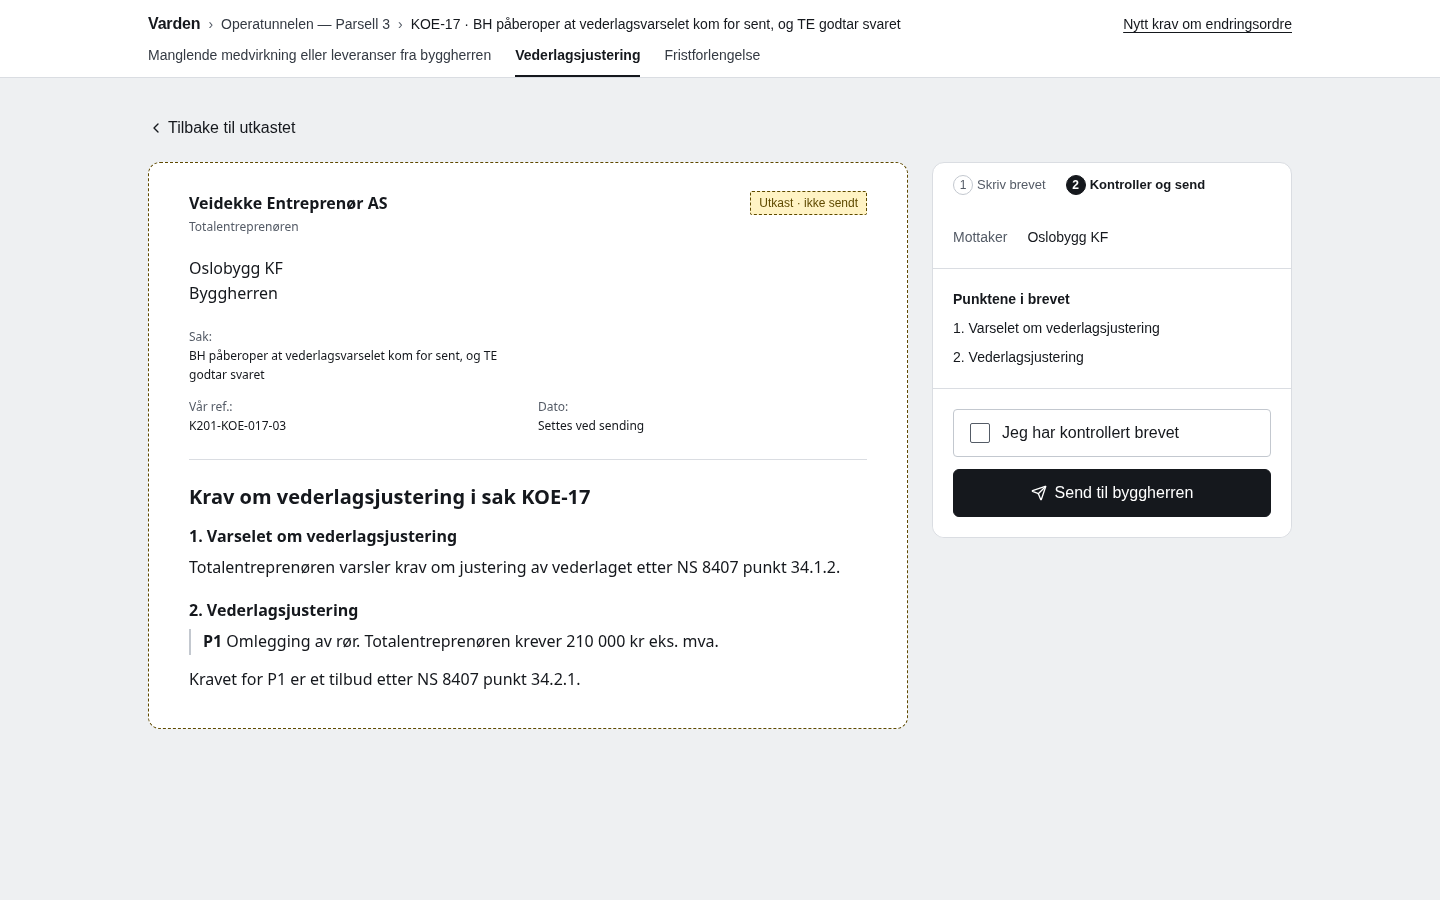 Varden › Operatunnelen — Parsell 3 › KOE-17 · BH påberoper at vederlagsvarselet kom for sent, og TE godtar svaret
Nytt krav om endringsordre
Manglende medvirkning eller leveranser fra byggherren
Vederlagsjustering
Fristforlengelse
Tilbake til utkastet
Veidekke Entreprenør AS
Utkast · ikke sendt
Totalentreprenøren
Oslobygg KF
Byggherren
Sak:
BH påberoper at vederlagsvarselet kom for sent, og TE
godtar svaret
Vår ref.:
K201-KOE-017-03
Dato:
Settes ved sending
Krav om vederlagsjustering i sak KOE-17
1. Varselet om vederlagsjustering
Totalentreprenøren varsler krav om justering av vederlaget etter NS 8407 punkt 34.1.2.
2. Vederlagsjustering
P1 Omlegging av rør. Totalentreprenøren krever 210 000 kr eks. mva.
Kravet for P1 er et tilbud etter NS 8407 punkt 34.2.1.
1 Skriv brevet
2 Kontroller og send
Mottaker Oslobygg KF
Punktene i brevet
1. Varselet om vederlagsjustering
2. Vederlagsjustering
Jeg har kontrollert brevet
Send til byggherren